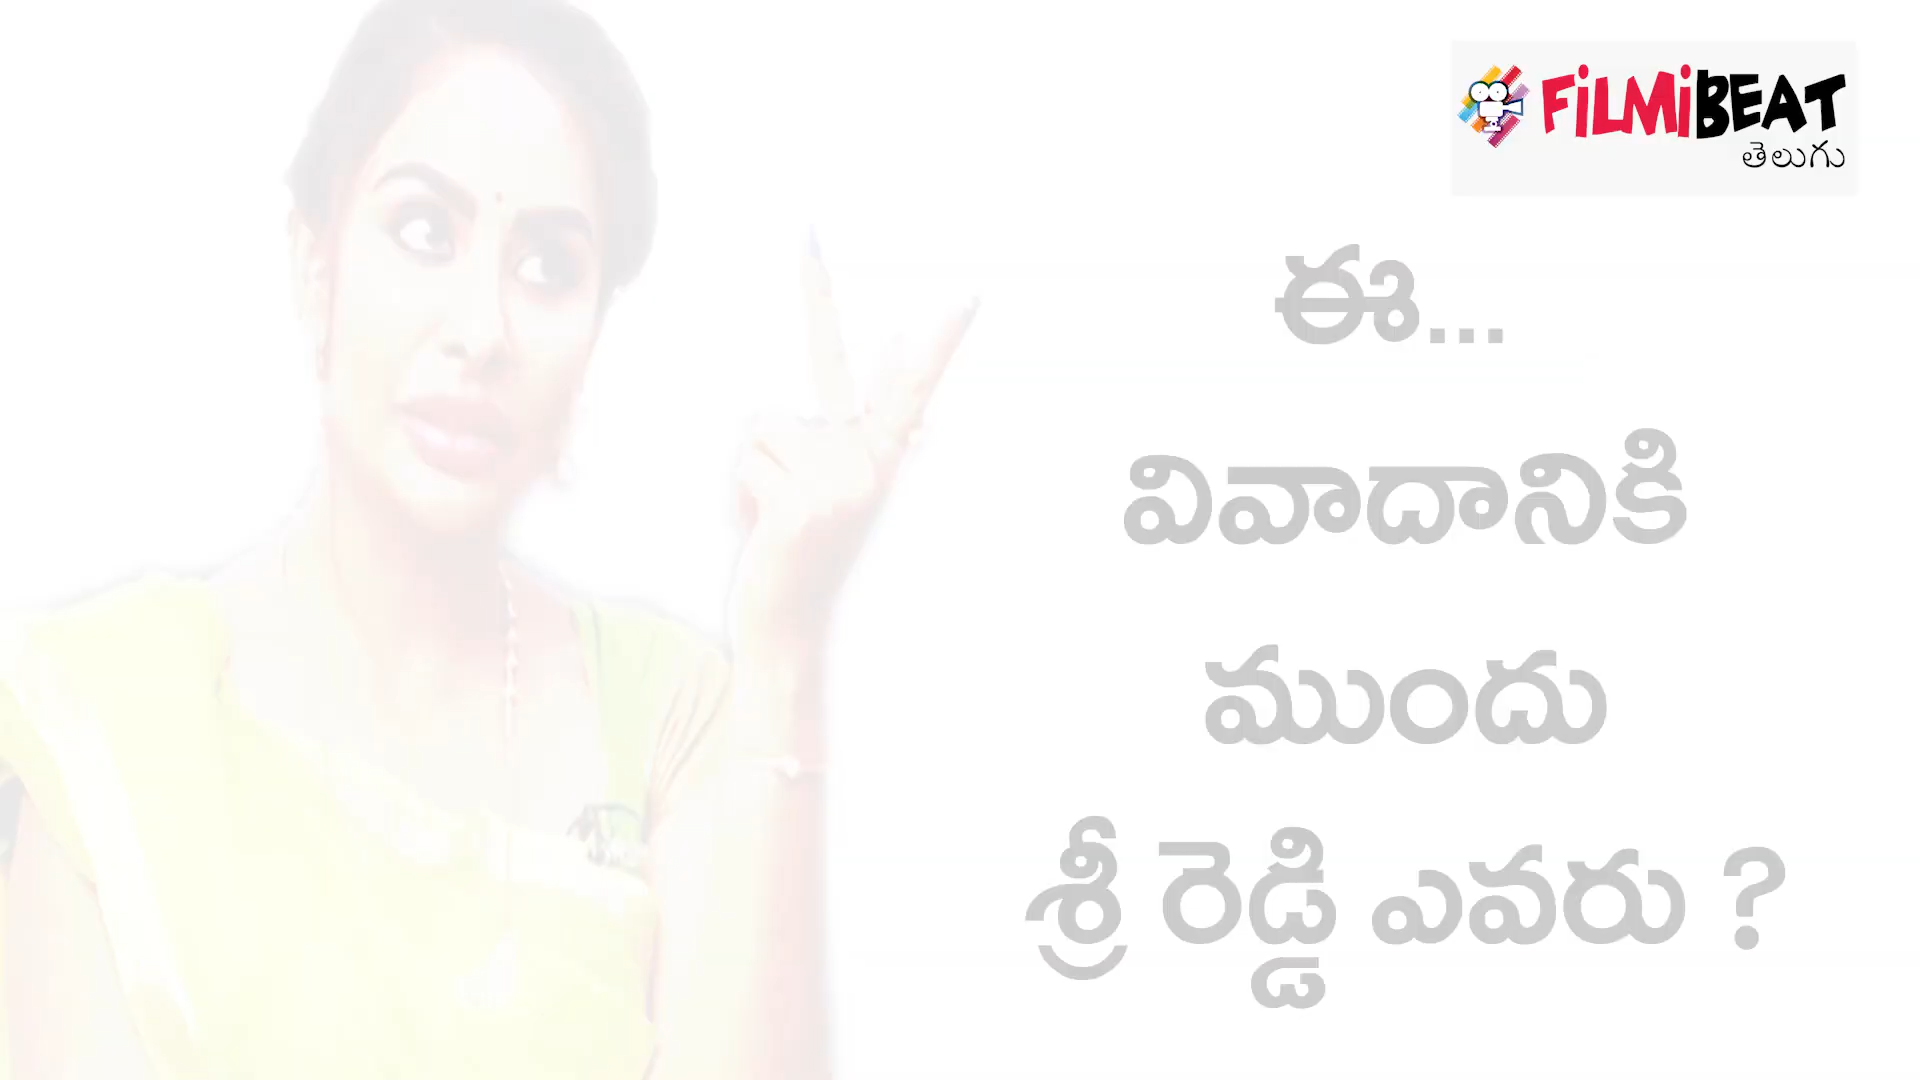 FiLMiBEAT
తెలుగు
ఈ...
వివాదానికి
ముందు
శ్రీ రెడ్డి ఎవరు ?